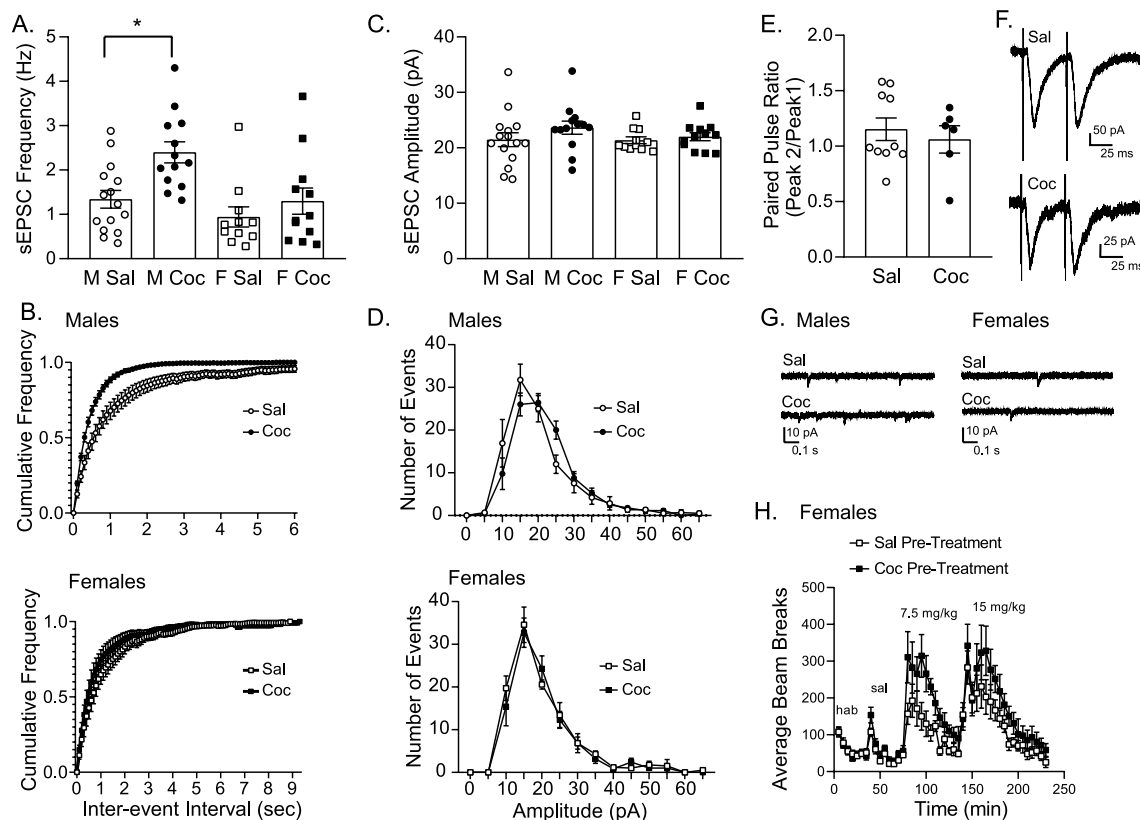 A.
sEPSC Frequency (Hz)
5
4
3
2
1
0
*
M Sal
M Coc
F Sal
F Coc
C.
sEPSC Amplitude (pA)
40
30
20
10
0
M Sal
M Coc
F Sal
F Coc
E.
Paired Pulse Ratio
(Peak 2/Peak1)
2.0
1.5
1.0
0.5
0.0
Sal
Coc
F.
Sal
50 pA
25 ms
Coc
25 pA
25 ms
B.
Males
Cumulative Frequency
1.0
0.5
0.0
Sal
Coc
0 1 2 3 4 5 6
Females
Cumulative Frequency
1.0
0.5
0.0
Sal
Coc
0 1 2 3 4 5 6 7 8 9
Inter-event Interval (sec)
D.
Males
Number of Events
40
30
20
10
0
Sal
Coc
0 10 20 30 40 50 60
Females
Number of Events
40
30
20
10
0
Sal
Coc
0 10 20 30 40 50 60
Amplitude (pA)
G.
Males
Females
Sal
Sal
Coc
Coc
10 pA
0.1 s
10 pA
0.1 s
H.
Females
Sal Pre-Treatment
Coc Pre-Treatment
Average Beam Breaks
500
400
300
200
100
0
hab
sal
7.5 mg/kg
15 mg/kg
0 50 100 150 200 250
Time (min)